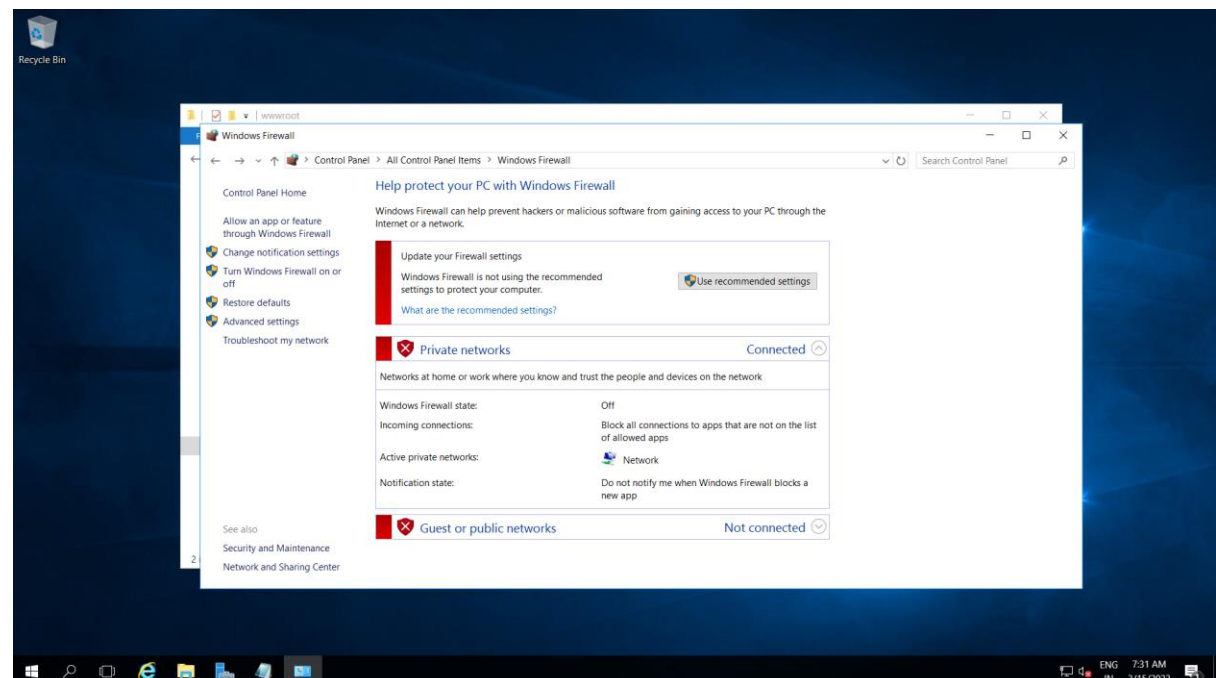 Recycle Bin
wwwroot
Windows Firewall
Control Panel > All Control Panel Items > Windows Firewall
Search Control Panel
Control Panel Home
Allow an app or feature
through Windows Firewall
Change notification settings
Turn Windows Firewall on or
off
Restore defaults
Advanced settings
Troubleshoot my network
See also
Security and Maintenance
Network and Sharing Center
Help protect your PC with Windows Firewall
Windows Firewall can help prevent hackers or malicious software from gaining access to your PC through the
Internet or a network.
Update your Firewall settings
Windows Firewall is not using the recommended
settings to protect your computer.
Use recommended settings
What are the recommended settings?
Private networks Connected
Networks at home or work where you know and trust the people and devices on the network
Windows Firewall state: Off
Incoming connections: Block all connections to apps that are not on the list
of allowed apps
Active private networks: Network
Notification state: Do not notify me when Windows Firewall blocks a
new app
Guest or public networks Not connected
2
ENG 7:31 AM
IN